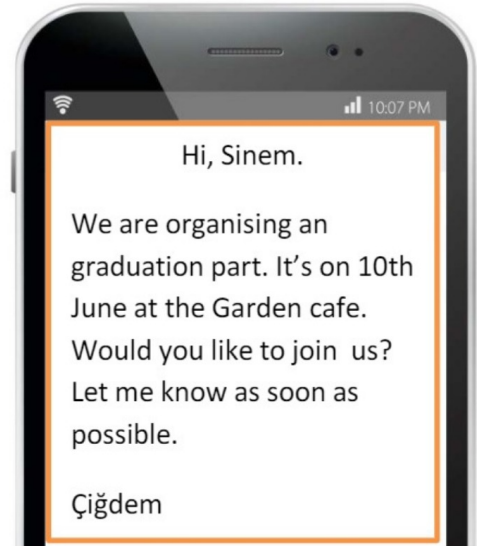 10:07 PM
Hi, Sinem.
We are organising an
graduation part. It's on 10th
June at the Garden cafe.
Would you like to join  us?
Let me know as soon as
possible.
Çiğdem